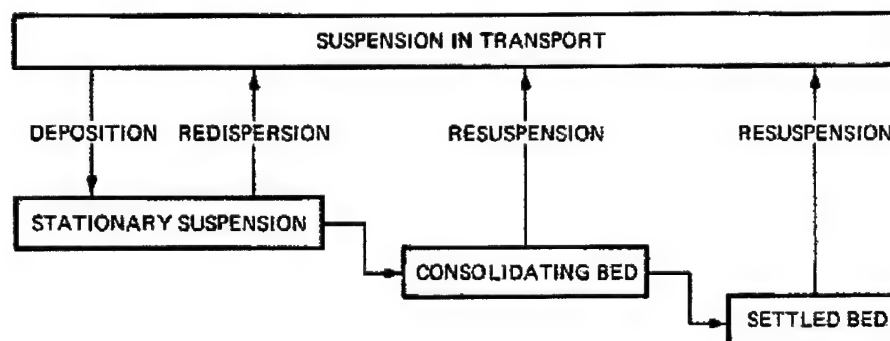 SUSPENSION IN TRANSPORT
DEPOSITION REDISPERSION RESUSPENSION RESUSPENSION
STATIONARY SUSPENSION
CONSOLIDATING BED
SETTLED BED